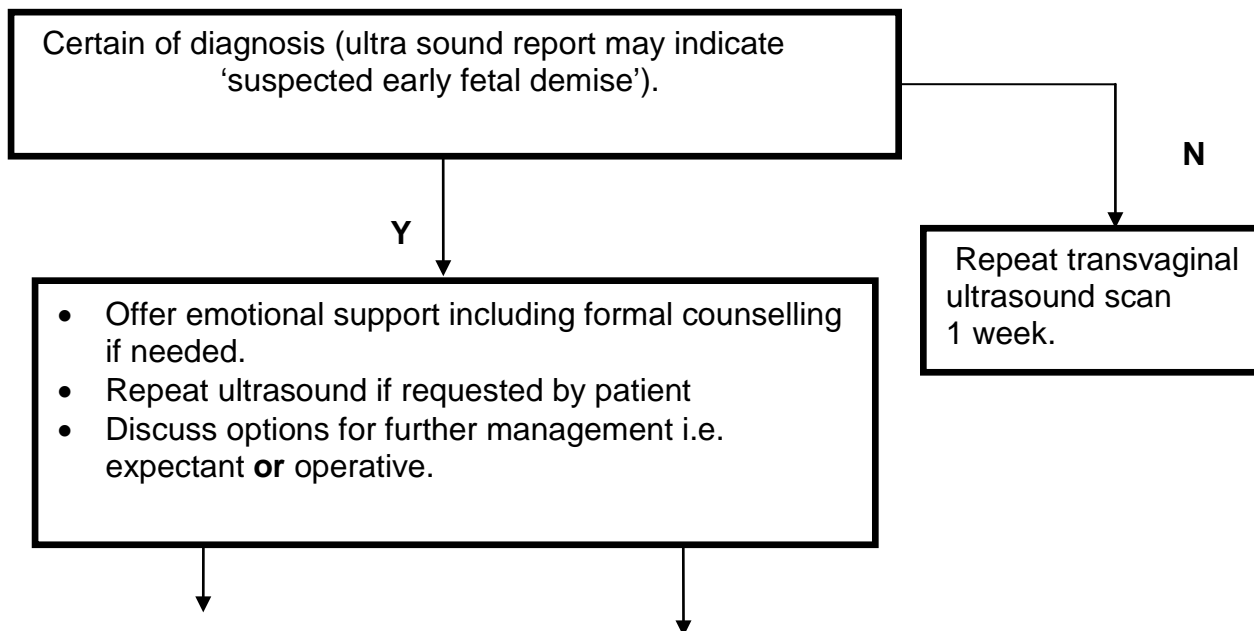 Certain of diagnosis (ultra sound report may indicate
‘suspected early fetal demise’).
N
Y
Repeat transvaginal
ultrasound scan
1 week.
• Offer emotional support including formal counselling
if needed.
• Repeat ultrasound if requested by patient
• Discuss options for further management i.e.
expectant or operative.